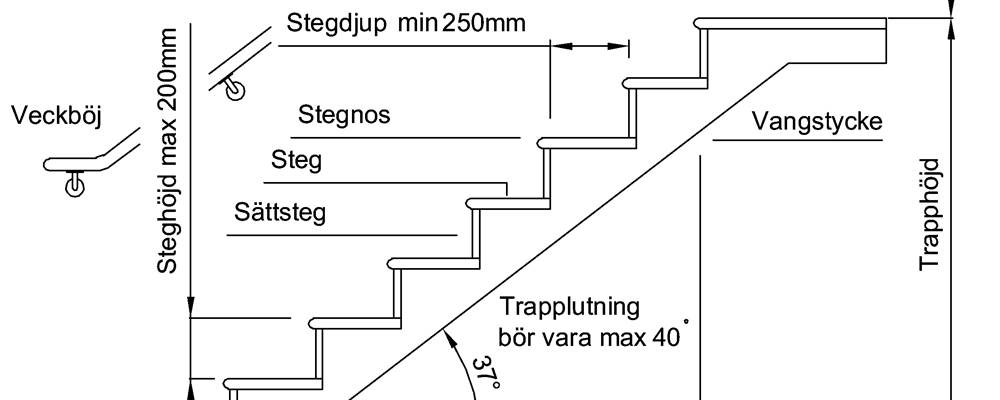 Stegdjup min 250mm
Veckböj
Steghöjd max 200mm
Stegnos
Vangstycke
Steg
Trapphöjd
Sättsteg
Trapplutning
bör vara max 40°
37°